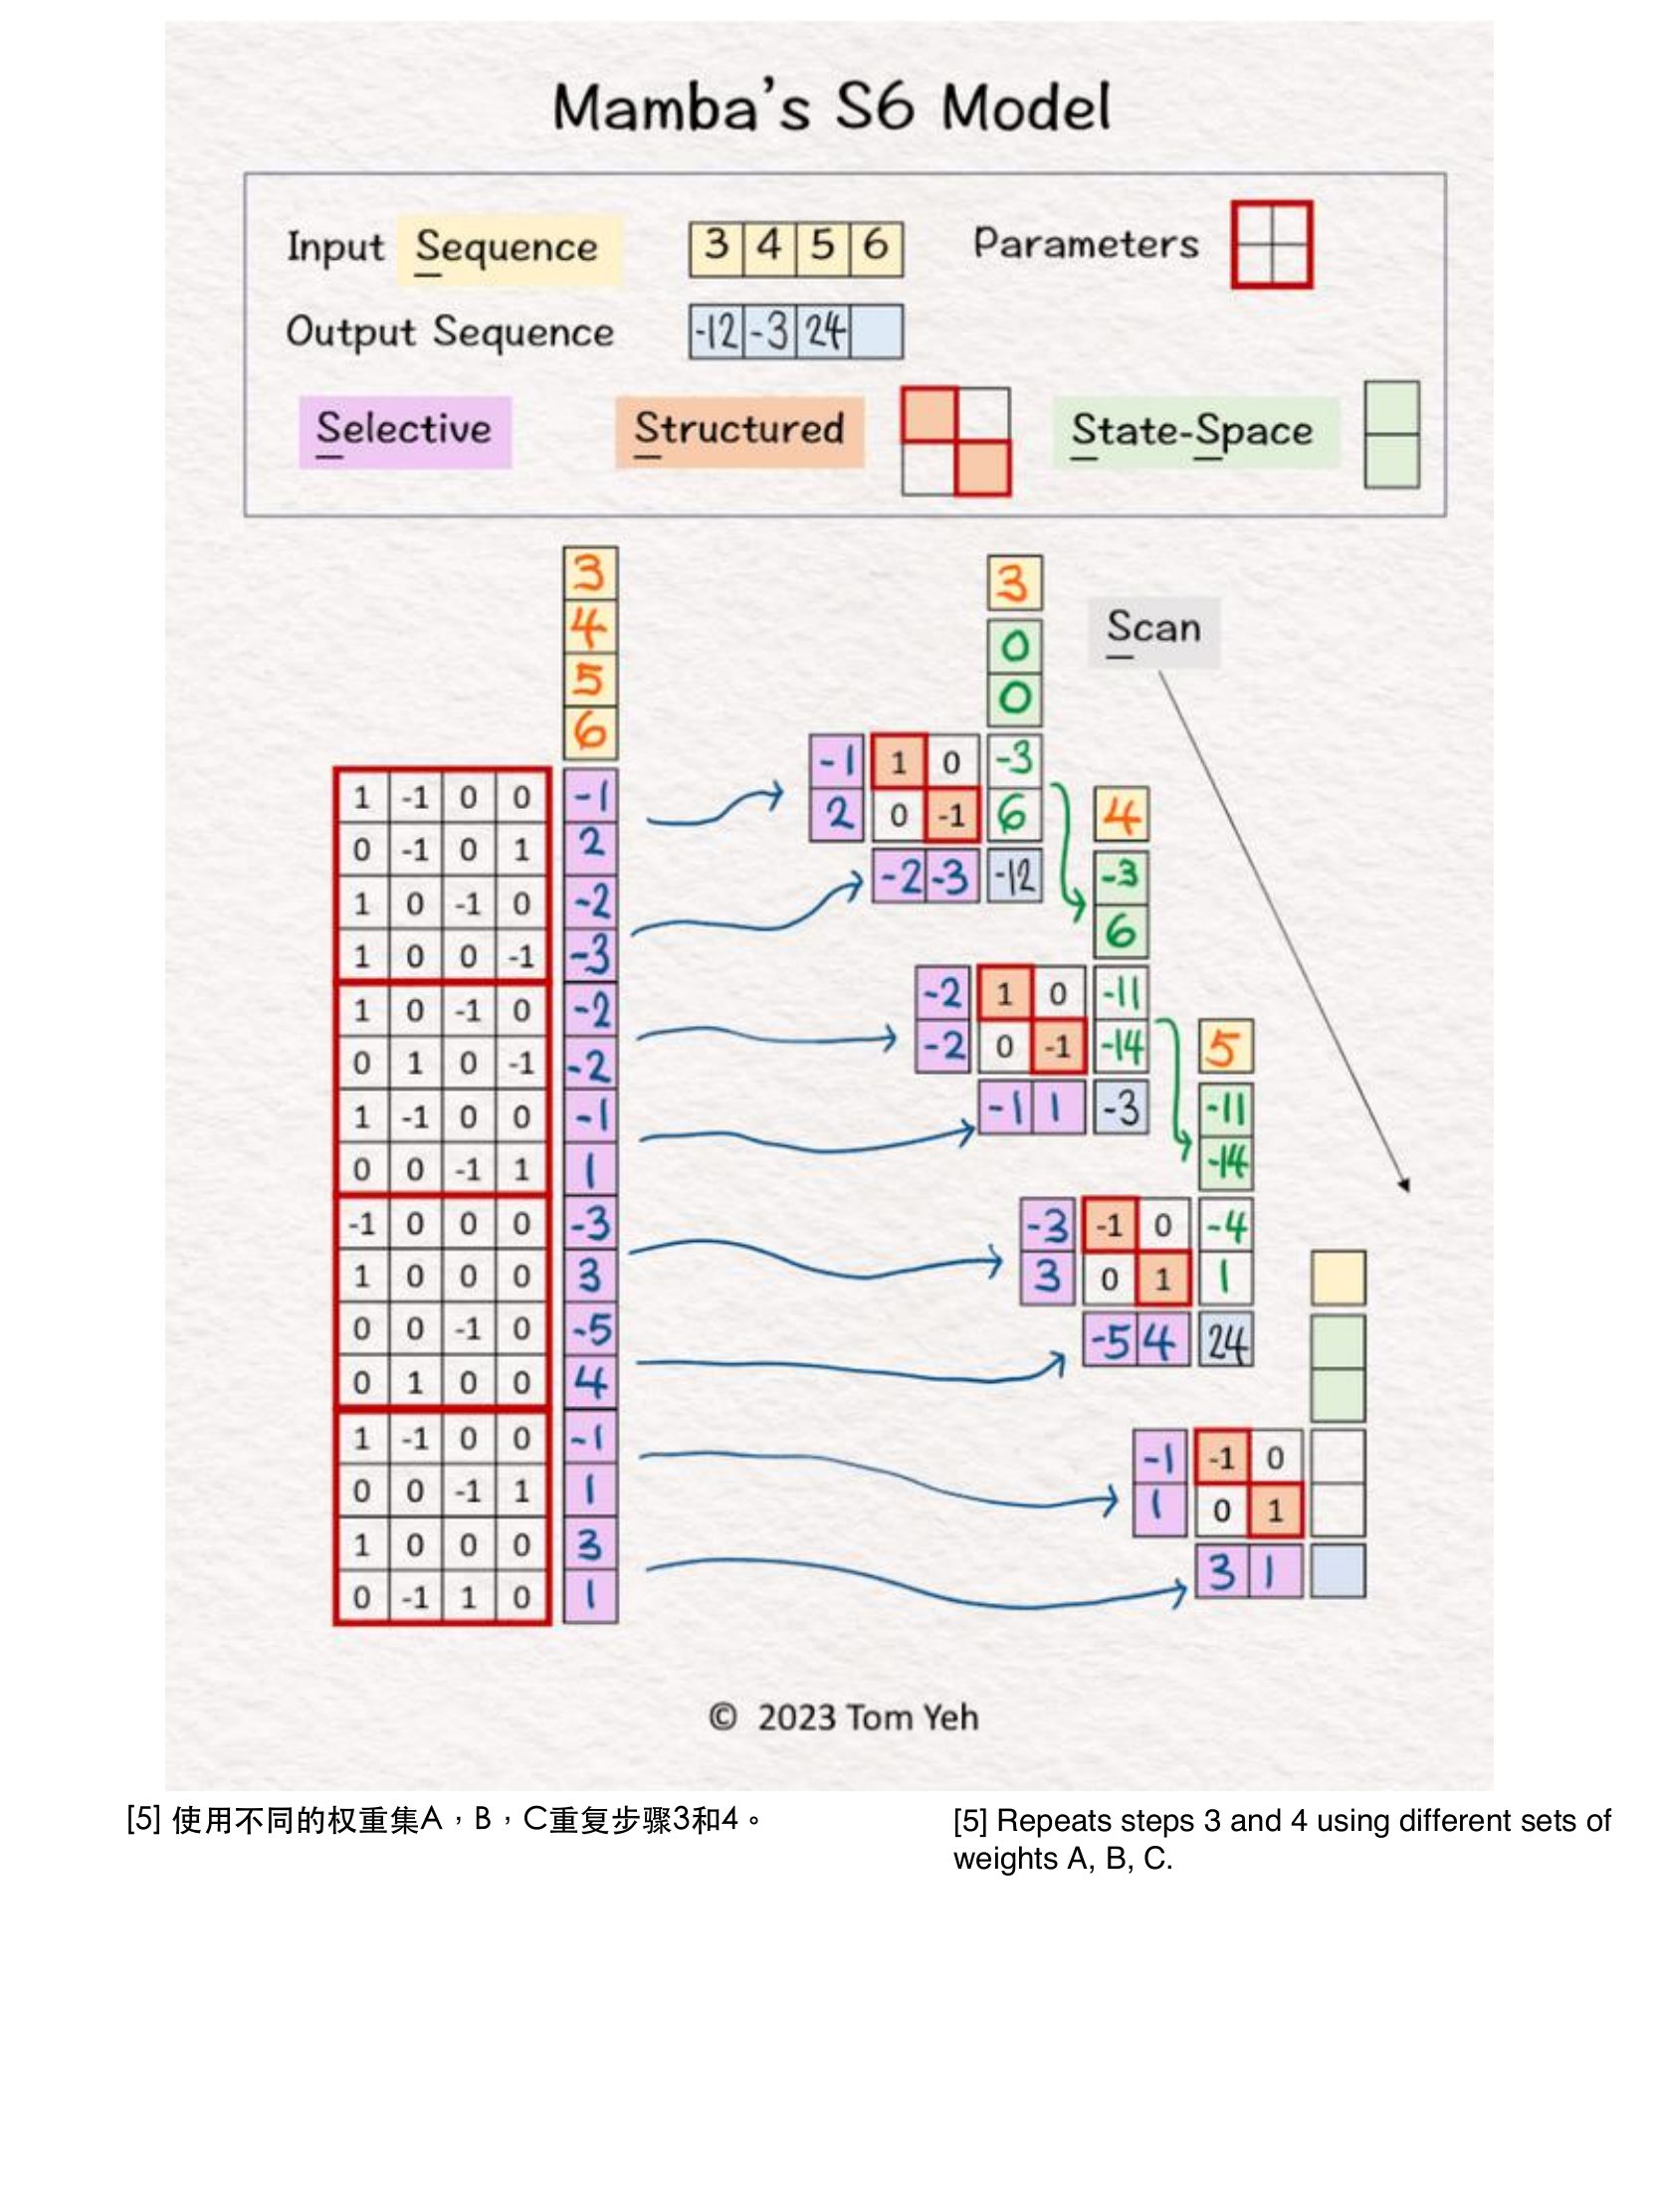 Mamba's S6 Model
Input Sequence 3 4 5 6 Parameters
Output Sequence -12 -3 24
Selective Structured State-Space
3
4
5
6
1 -1 0 0 -1
0 -1 0 1 2
1 0 -1 0 -2
1 0 0 -1 -3
1 0 -1 0 -2
0 1 0 -1 -2
1 -1 0 0 -1
0 0 -1 1 1
-1 0 0 0 -3
1 0 0 0 3
0 0 -1 0 -5
0 1 0 0 4
1 -1 0 0 -1
0 0 -1 1 1
1 0 0 0 3
0 -1 1 0 1
3
0
0
-1 1 0 -3
2 0 -1 6
-2 -3 -12
Scan
4
-3
6
-2 1 0 -11
-2 0 -1 -14
-1 1 -3
5
-11
-14
-3 -1 0 -4
3 0 1 1
-5 4 24
-1 -1 0
1 0 1
3 1
© 2023 Tom Yeh
[5] 使用不同的权重集A，B，C重复步骤3和4。
[5] Repeats steps 3 and 4 using different sets of
weights A, B, C.